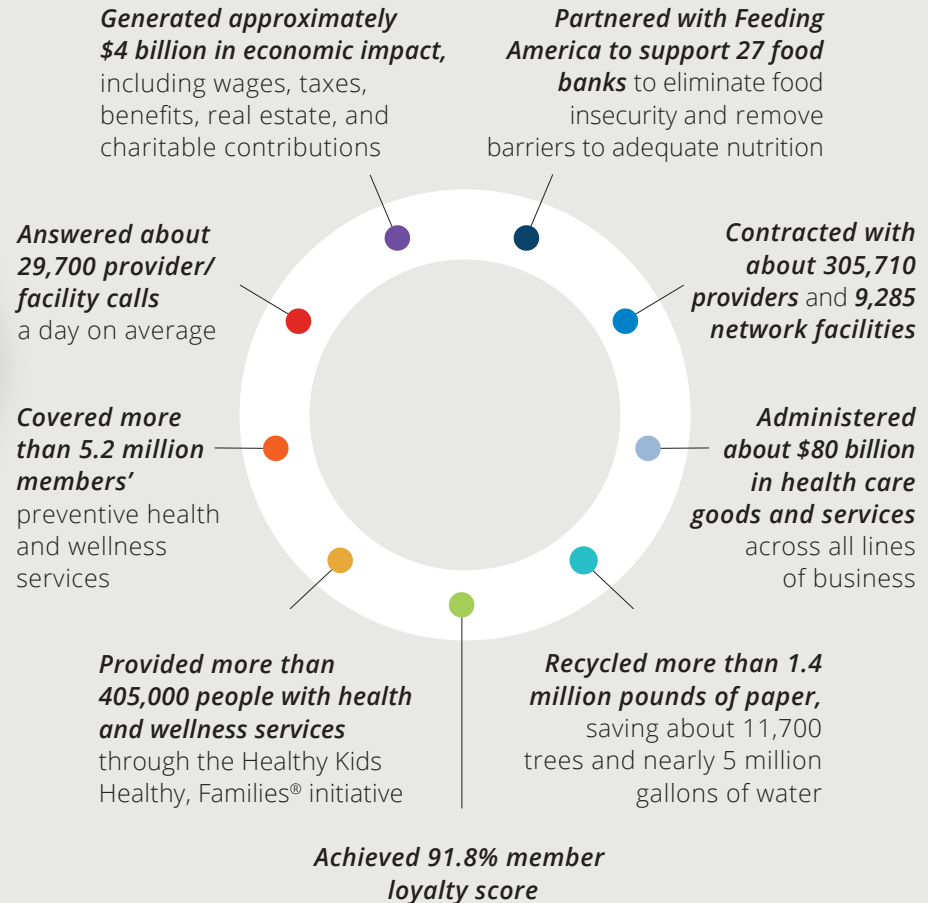 Generated approximately
$4 billion in economic impact,
including wages, taxes,
benefits, real estate, and
charitable contributions
Partnered with Feeding
America to support 27 food
banks to eliminate food
insecurity and remove
barriers to adequate nutrition
Answered about
29,700 provider/
facility calls
a day on average
Contracted with
about 305,710
providers and 9,285
network facilities
Covered more
than 5.2 million
members’
preventive health
and wellness
services
Administered
about $80 billion
in health care
goods and services
across all lines
of business
Provided more than
405,000 people with health
and wellness services
through the Healthy Kids
Healthy, Families® initiative
Recycled more than 1.4
million pounds of paper,
saving about 11,700
trees and nearly 5 million
gallons of water
Achieved 91.8% member
loyalty score